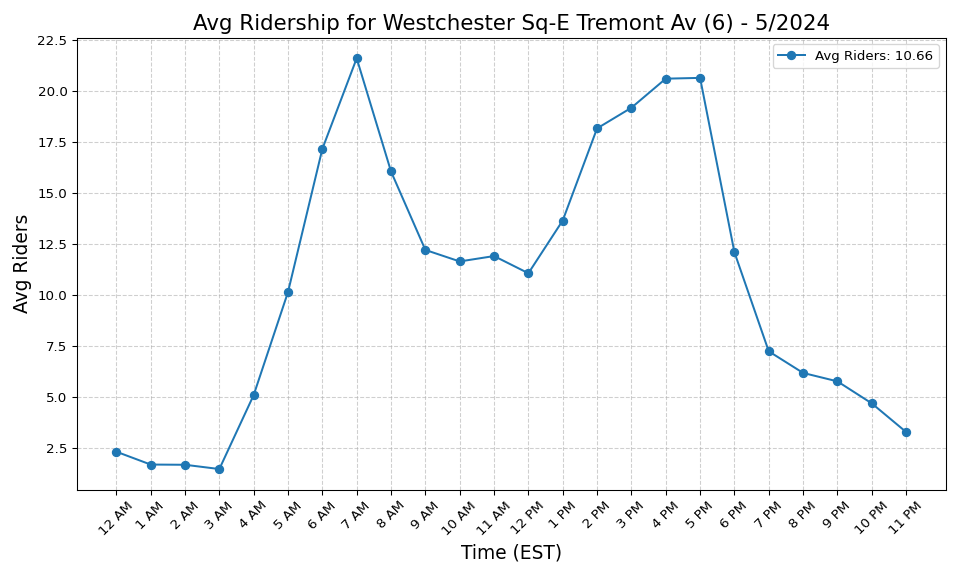 Avg Ridership for Westchester Sq-E Tremont Av (6) - 5/2024
Avg Riders: 10.66
Avg Riders
22.5
20.0
17.5
15.0
12.5
10.0
7.5
5.0
2.5
12 AM
1 AM
2 AM
3 AM
4 AM
5 AM
6 AM
7 AM
8 AM
9 AM
10 AM
11 AM
12 PM
1 PM
2 PM
3 PM
4 PM
5 PM
6 PM
7 PM
8 PM
9 PM
10 PM
11 PM
Time (EST)